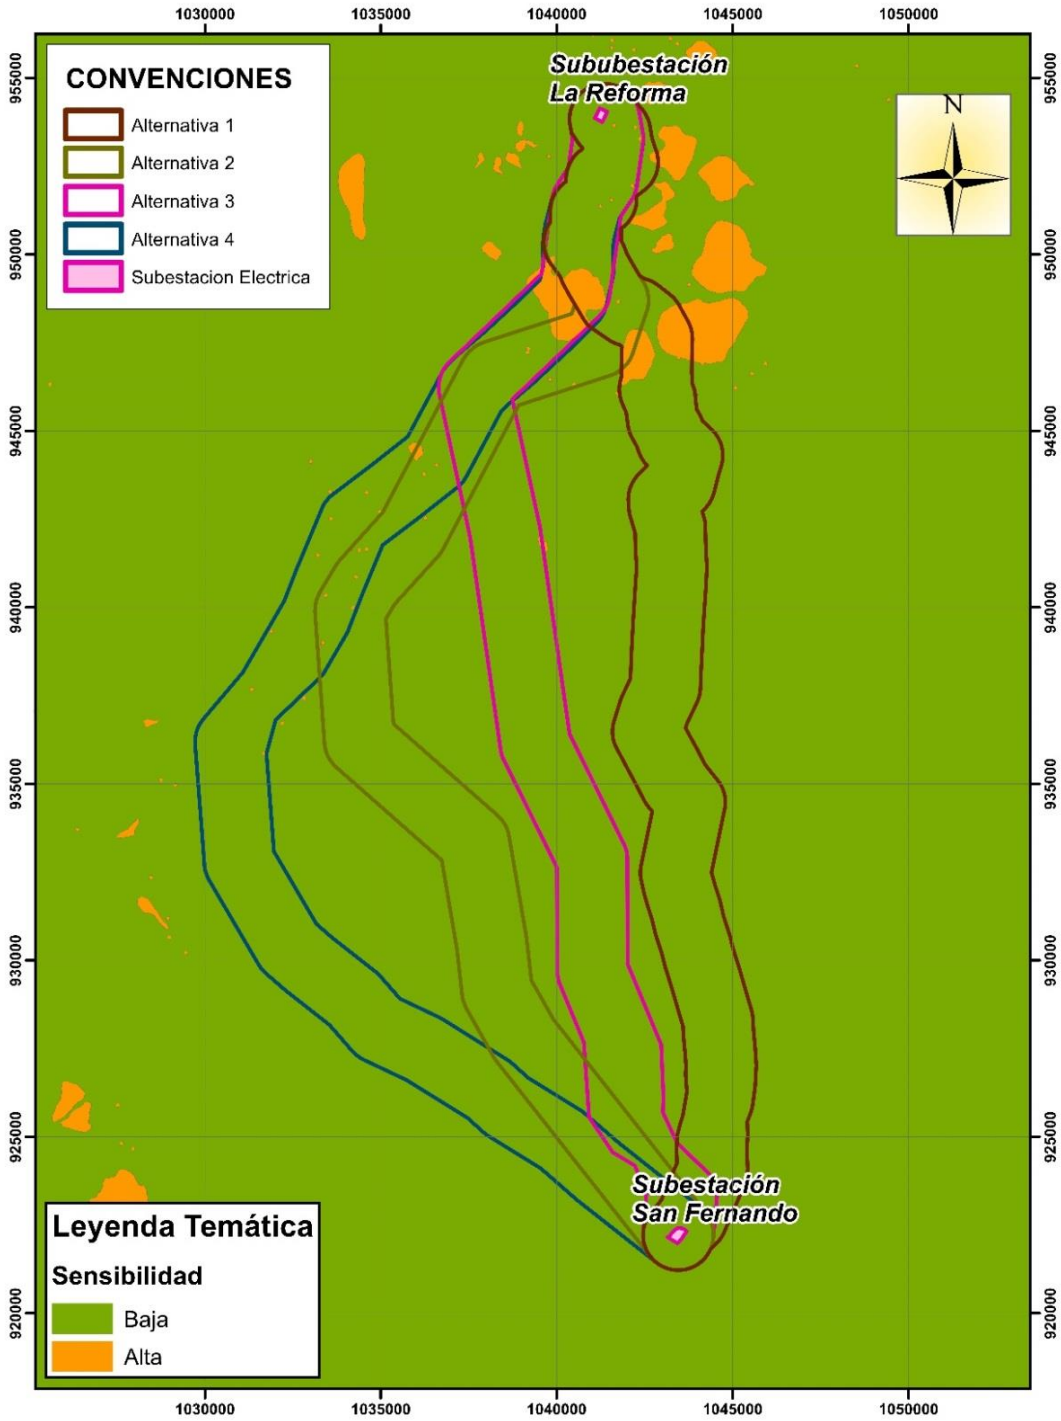 1030000
1035000
1040000
1045000
1050000
955000
950000
945000
940000
935000
930000
925000
920000
CONVENCIONES
Alternativa 1
Alternativa 2
Alternativa 3
Alternativa 4
Subestacion Electrica
Sububestación
La Reforma
N
955000
950000
945000
940000
935000
930000
925000
920000
Subestación
San Fernando
Leyenda Temática
Sensibilidad
Baja
Alta
1030000
1035000
1040000
1045000
1050000